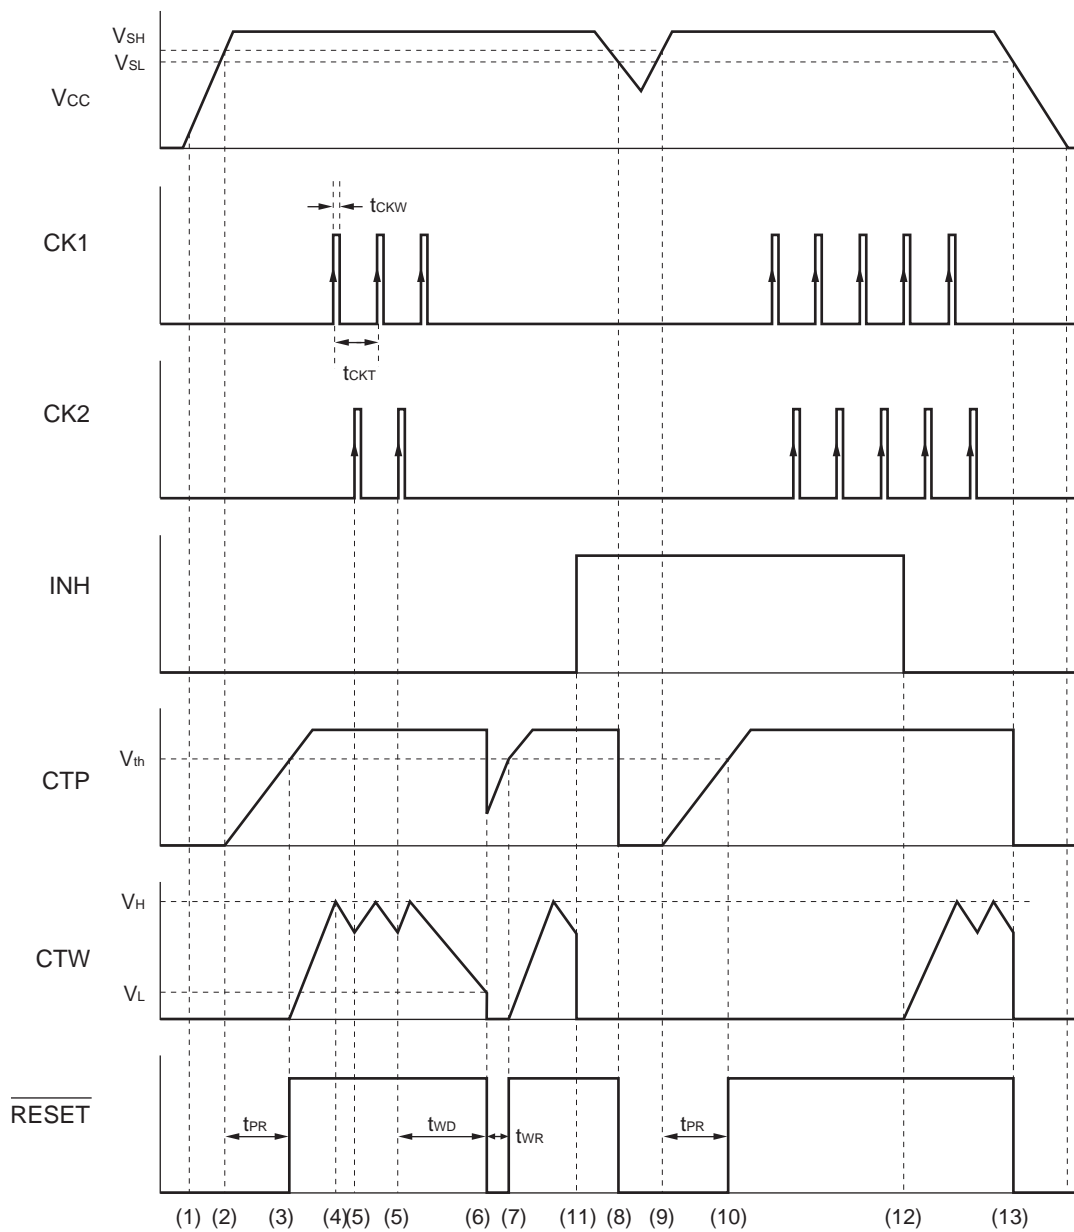 VSH
VSL
VCC
CK1
tCKW
tCKT
CK2
INH
Vth
CTP
VH
CTW
VL
RESET
tPR
tWD
tWR
tPR
(1) (2) (3) (4)(5) (5) (6) (7) (11) (8) (9) (10) (12) (13)